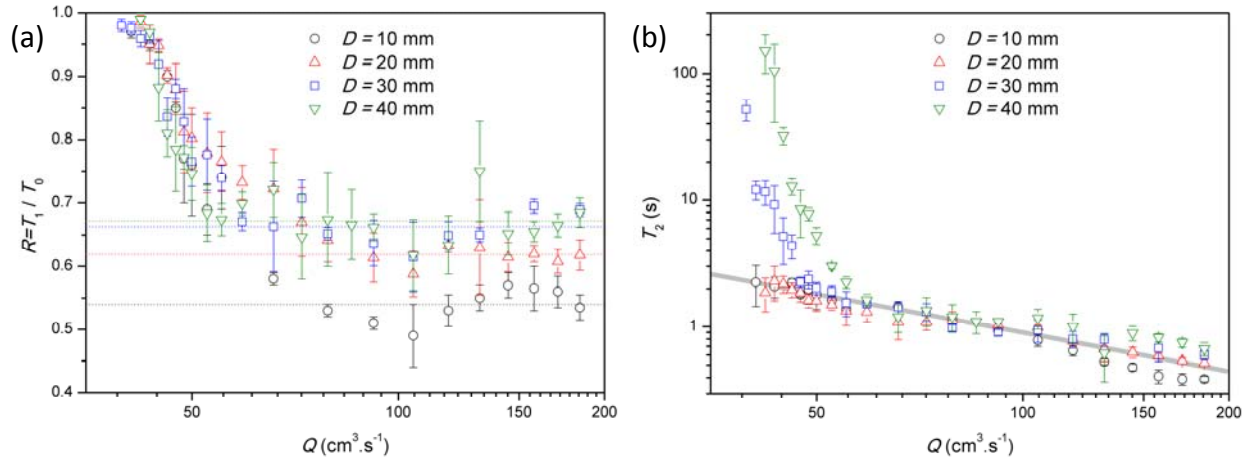 (a)
1.0
0.9
0.8
0.7
0.6
0.5
0.4
R=T₁ / T₀
D = 10 mm
D = 20 mm
D = 30 mm
D = 40 mm
50
100
150
200
Q (cm³.s⁻¹)
(b)
100
10
1
T₂ (s)
D = 10 mm
D = 20 mm
D = 30 mm
D = 40 mm
50
100
150
200
Q (cm³.s⁻¹)